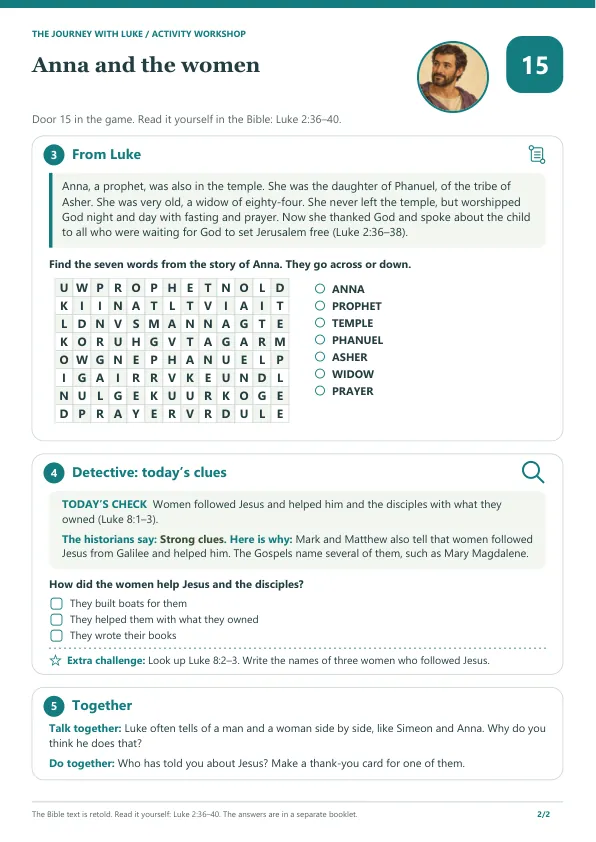 THE JOURNEY WITH LUKE / ACTIVITY WORKSHOP
Anna and the women
15
Door 15 in the game. Read it yourself in the Bible: Luke 2:36–40.
3 From Luke
Anna, a prophet, was also in the temple. She was the daughter of Phanuel, of the tribe of
Asher. She was very old, a widow of eighty-four. She never left the temple, but worshipped
God night and day with fasting and prayer. Now she thanked God and spoke about the child
to all who were waiting for God to set Jerusalem free (Luke 2:36–38).
Find the seven words from the story of Anna. They go across or down.
U W P R O P H E T N O L D
K I I N A T L T V I A I T
L D N V S M A N N A G T E
K O R U H G V T A G A R M
O W G N E P H A N U E L P
I G A I R R V K E U N D L
N U L G E K U U R K O G E
D P R A Y E R V R D U L E
ANNA
PROPHET
TEMPLE
PHANUEL
ASHER
WIDOW
PRAYER
4 Detective: today’s clues
TODAY’S CHECK Women followed Jesus and helped him and the disciples with what they
owned (Luke 8:1–3).
The historians say: Strong clues. Here is why: Mark and Matthew also tell that women followed
Jesus from Galilee and helped him. The Gospels name several of them, such as Mary Magdalene.
How did the women help Jesus and the disciples?
They built boats for them
They helped them with what they owned
They wrote their books
Extra challenge: Look up Luke 8:2–3. Write the names of three women who followed Jesus.
5 Together
Talk together: Luke often tells of a man and a woman side by side, like Simeon and Anna. Why do you
think he does that?
Do together: Who has told you about Jesus? Make a thank-you card for one of them.
The Bible text is retold. Read it yourself: Luke 2:36–40. The answers are in a separate booklet.
2/2